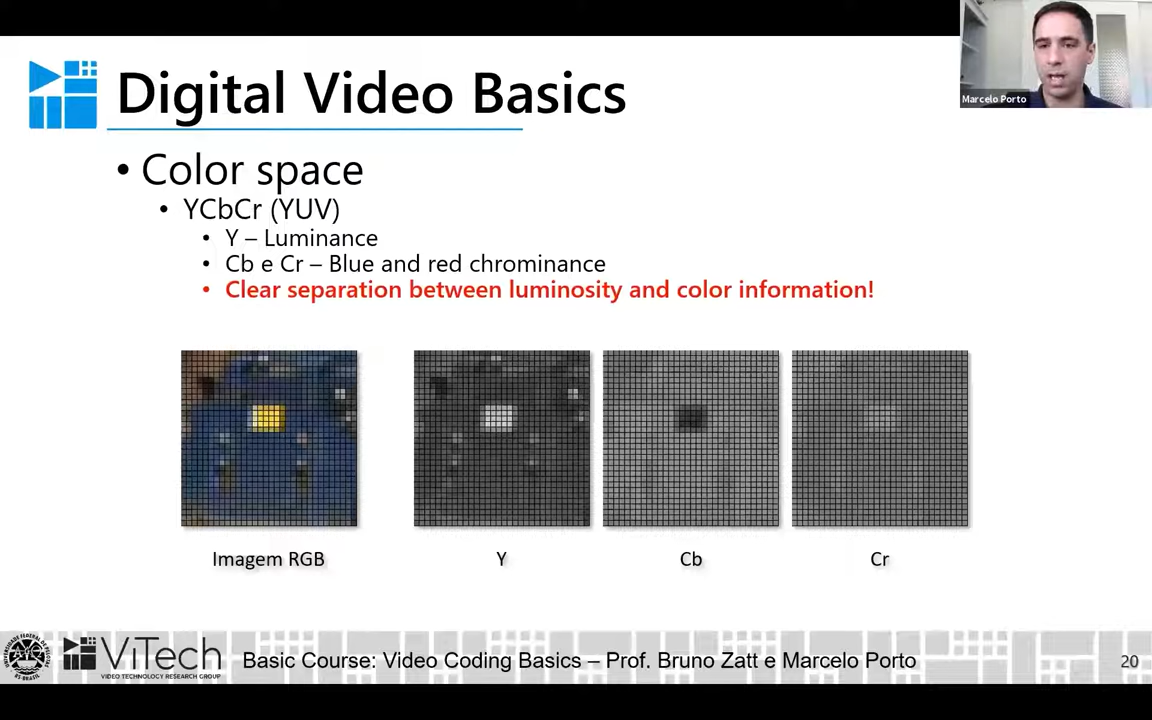 Marcelo Porto
Digital Video Basics
• Color space
• YCbCr (YUV)
• Y – Luminance
• Cb e Cr – Blue and red chrominance
• Clear separation between luminosity and color information!
Imagem RGB
Y
Cb
Cr
ViTech
VIDEO TECHNOLOGY RESEARCH GROUP
Basic Course: Video Coding Basics – Prof. Bruno Zatt e Marcelo Porto
20